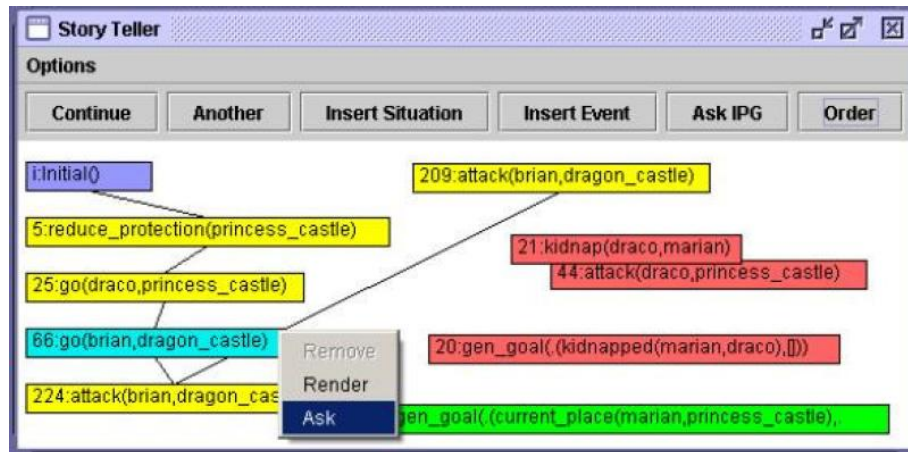 Story Teller
Options
Continue Another Insert Situation Insert Event Ask IPG Order
i:Initial()
209:attack(brian,dragon_castle)
5:reduce_protection(princess_castle)
21:kidnap(draco,marian)
44:attack(draco,princess_castle)
25:go(draco,princess_castle)
66:go(brian,dragon_castle)
Remove
20:gen_goal(.(kidnapped(marian,draco),[]))
Render
224:attack(brian,dragon_cas
Ask
gen_goal(.(current_place(marian,princess_castle),.